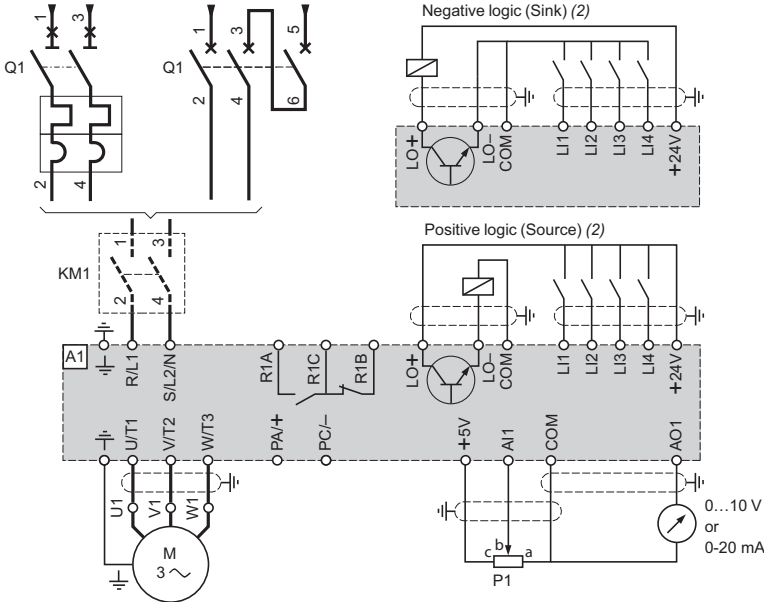 Negative logic (Sink) (2)
1 3
Q1
2 4
1 3 5
Q1
2 4 6
LO+ LO- COM LI1 LI2 LI3 LI4 +24V
Positive logic (Source) (2)
1 3
KM1
2 4
A1
R/L1 S/L2/N R1A R1C R1B LO+ LO- COM LI1 LI2 LI3 LI4 +24V
U/T1 V/T2 W/T3 PA/+ PC/– +5V AI1 COM AO1
U1 V1 W1
M
3
c b a
P1
0...10 V
or
0-20 mA